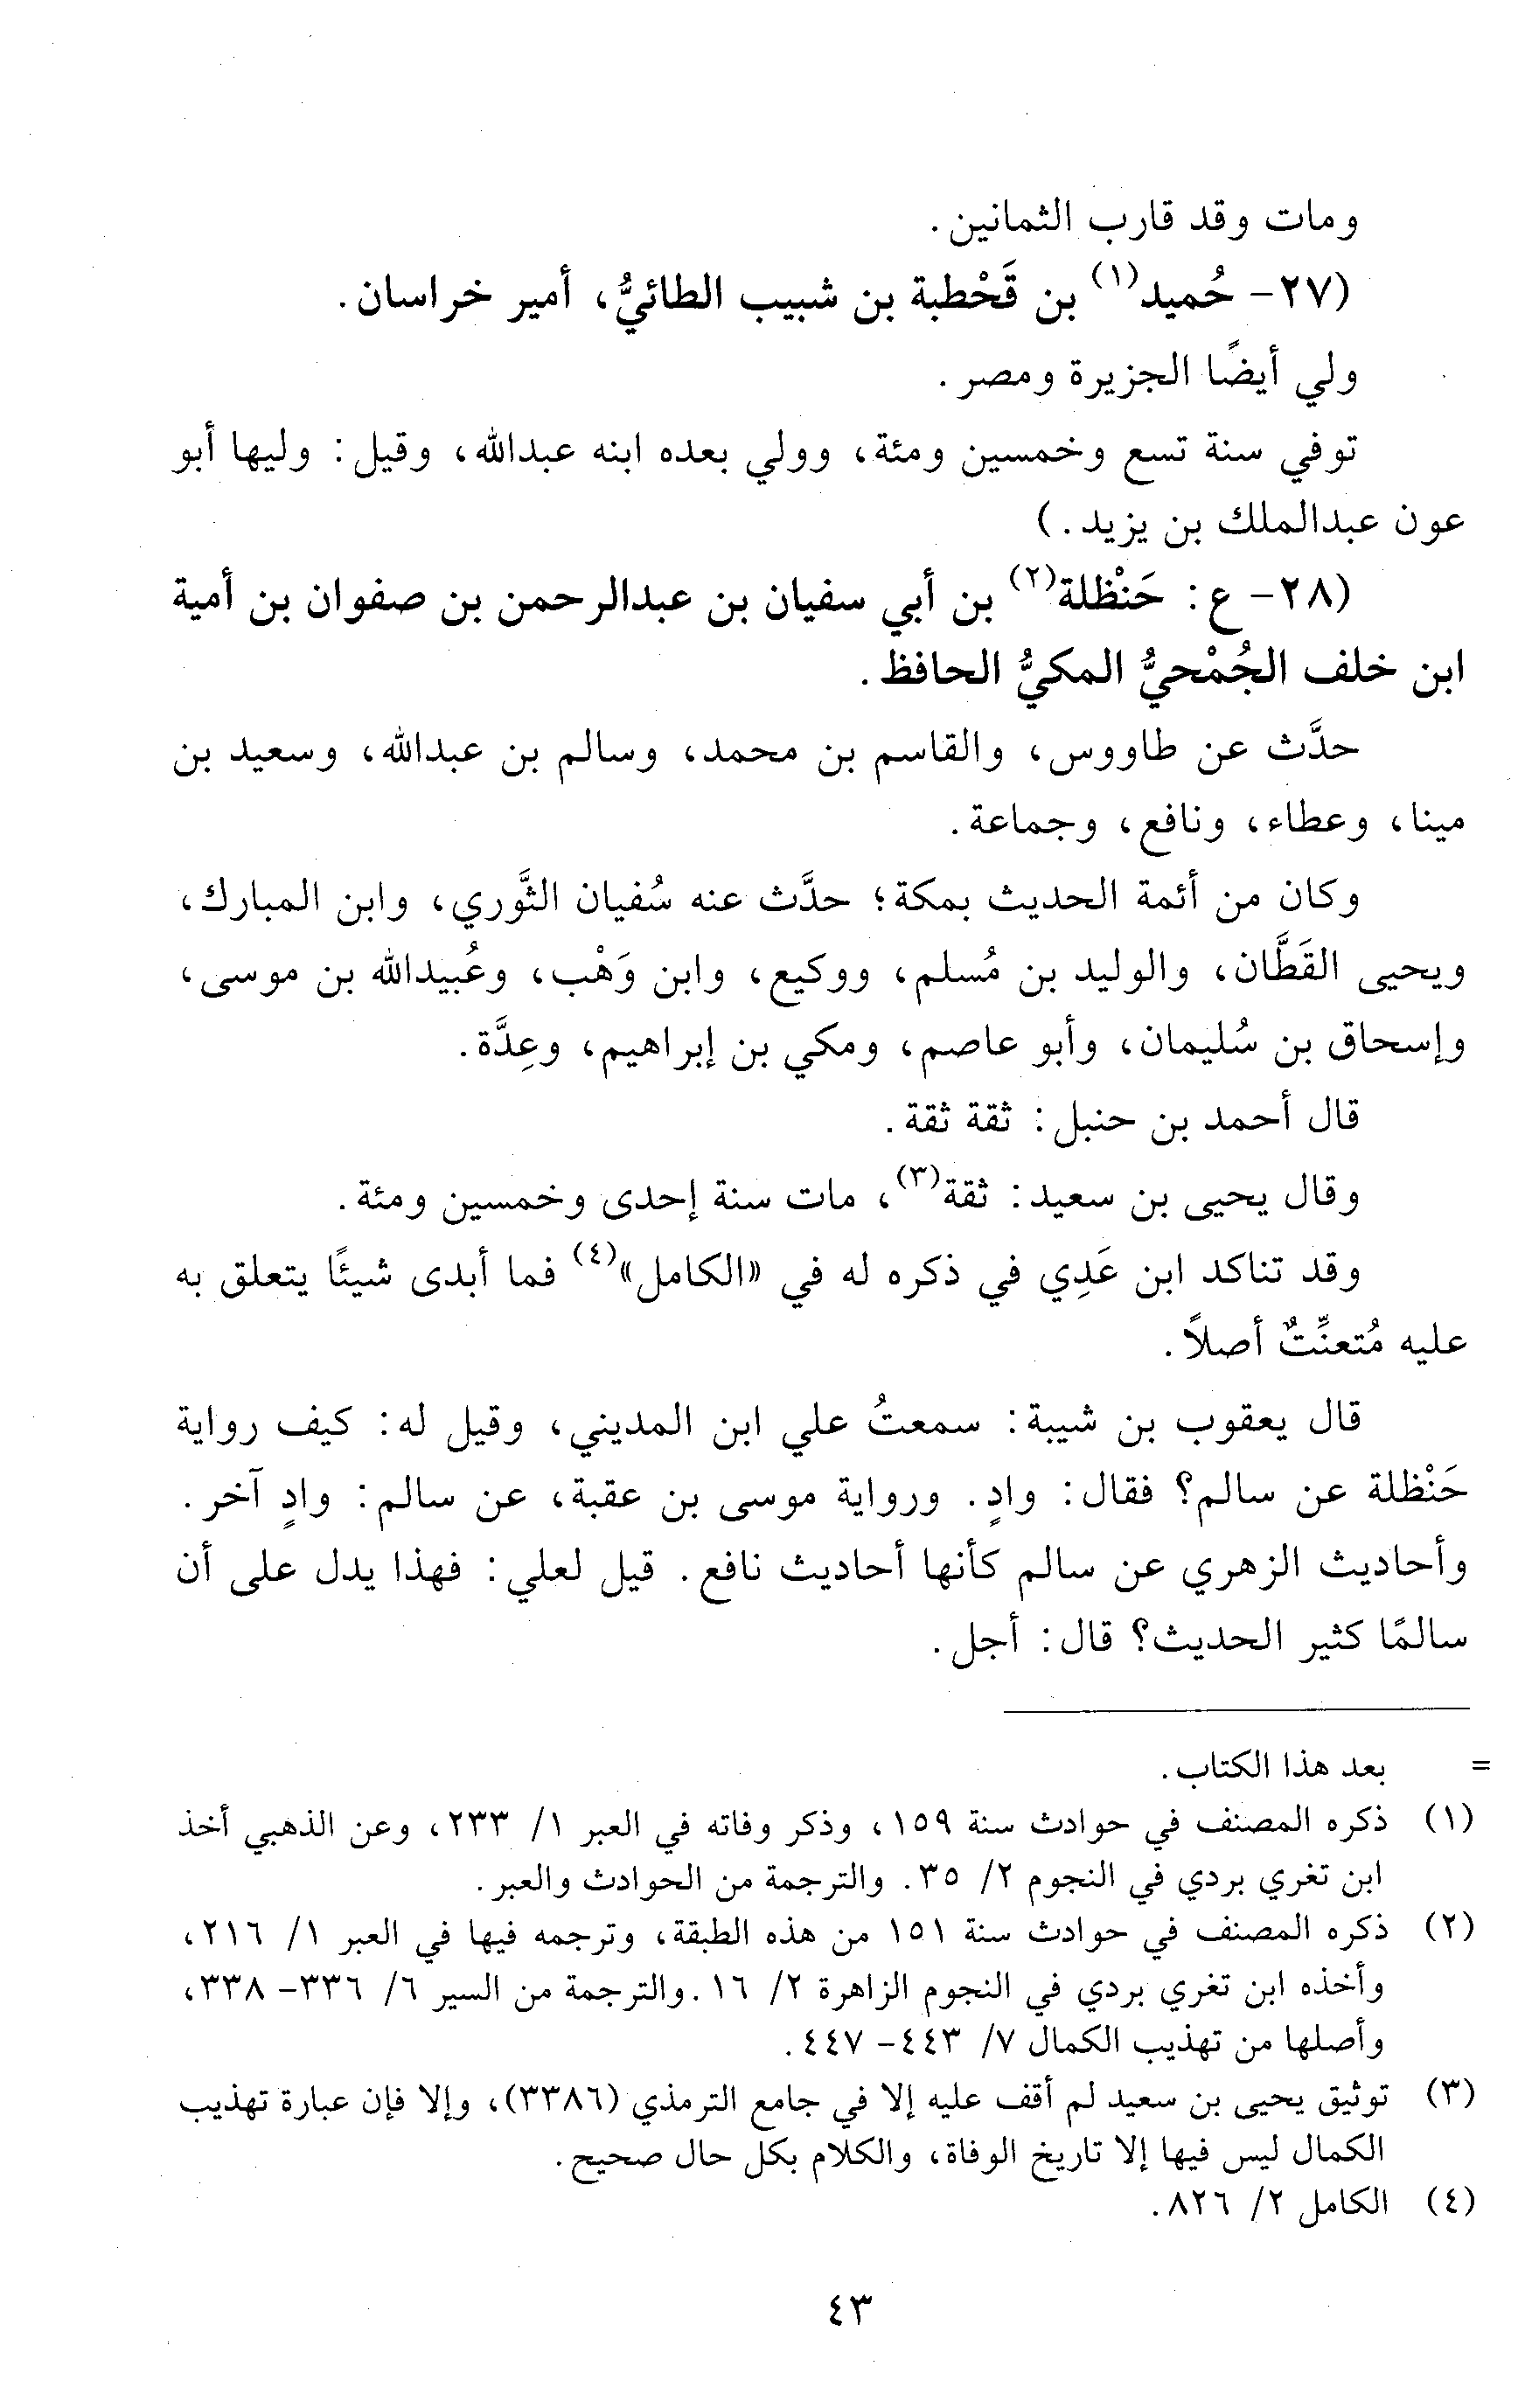 ومات وقد قارب الثمانين.
(٢٧- حُميد(١) بن قَحْطبة بن شبيب الطائيُّ، أمير خراسان.
ولي أيضًا الجزيرة ومصر.
توفي سنة تسع وخمسين ومئة، وولي بعده ابنه عبدالله، وقيل: وليها أبو
عون عبدالملك بن يزيد.)
(٢٨- ع: حَنْظلة(٢) بن أبي سفيان بن عبدالرحمن بن صفوان بن أمية
ابن خلف الجُمْحيُّ المكيُّ الحافظ.
حدَّث عن طاووس، والقاسم بن محمد، وسالم بن عبدالله، وسعيد بن
مينا، وعطاء، ونافع، وجماعة.
وكان من أئمة الحديث بمكة؛ حدَّث عنه سُفيان الثَّوري، وابن المبارك،
ويحيى القَطَّان، والوليد بن مُسلم، ووكيع، وابن وَهْب، وعُبيدالله بن موسى،
وإسحاق بن سُليمان، وأبو عاصم، ومكي بن إبراهيم، وعِدَّة.
قال أحمد بن حنبل: ثقة ثقة.
وقال يحيى بن سعيد: ثقة(٣)، مات سنة إحدى وخمسين ومئة.
وقد تناكد ابن عَدِي في ذكره له في «الكامل»(٤) فما أبدى شيئًا يتعلق به
عليه مُتعنِّتٌ أصلاً.
قال يعقوب بن شيبة: سمعتُ علي ابن المديني، وقيل له: كيف رواية
حَنْظلة عن سالم؟ فقال: وادٍ. ورواية موسى بن عقبة، عن سالم: وادٍ آخر.
وأحاديث الزهري عن سالم كأنها أحاديث نافع. قيل لعلي: فهذا يدل على أن
سالمًا كثير الحديث؟ قال: أجل.
= بعد هذا الكتاب.
(١) ذكره المصنف في حوادث سنة ١٥٩، وذكر وفاته في العبر ١/ ٢٣٣، وعن الذهبي أخذ
ابن تغري بردي في النجوم ٢/ ٣٥. والترجمة من الحوادث والعبر.
(٢) ذكره المصنف في حوادث سنة ١٥١ من هذه الطبقة، وترجمه فيها في العبر ١/ ٢١٦،
وأخذه ابن تغري بردي في النجوم الزاهرة ٢/ ١٦. والترجمة من السير ٦/ ٣٣٦- ٣٣٨،
وأصلها من تهذيب الكمال ٧/ ٤٤٣- ٤٤٧.
(٣) توثيق يحيى بن سعيد لم أقف عليه إلا في جامع الترمذي (٣٣٨٦)، وإلا فإن عبارة تهذيب
الكمال ليس فيها إلا تاريخ الوفاة، والكلام بكل حال صحيح.
(٤) الكامل ٢/ ٨٢٦.
٤٣